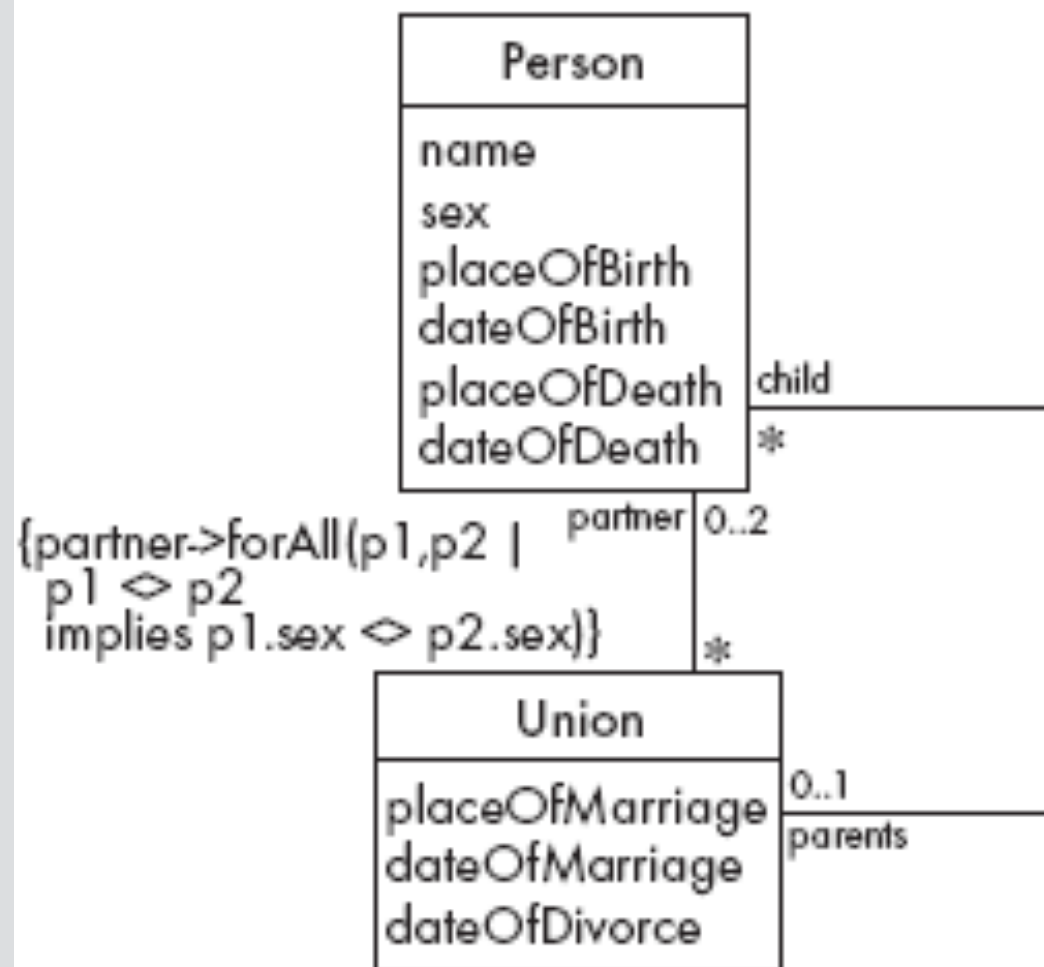 Person
name
sex
placeOfBirth
dateOfBirth
placeOfDeath
dateOfDeath
child
*
partner 0..2
{partner->forAll(p1,p2 |
p1 <> p2
implies p1.sex <> p2.sex)}
*
Union
placeOfMarriage
dateOfMarriage
dateOfDivorce
0..1
parents